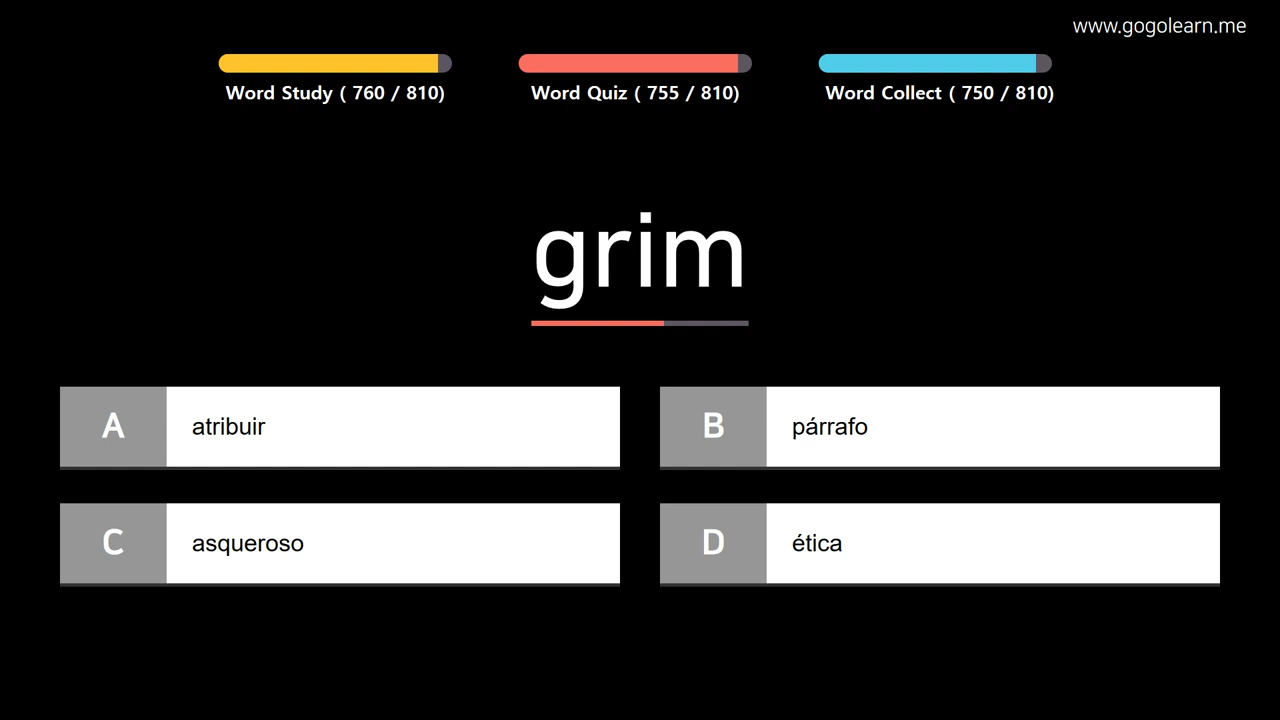 www.gogolearn.me
Word Study ( 760 / 810)
Word Quiz ( 755 / 810)
Word Collect ( 750 / 810)
grim
A atribuir
B párrafo
C asqueroso
D ética